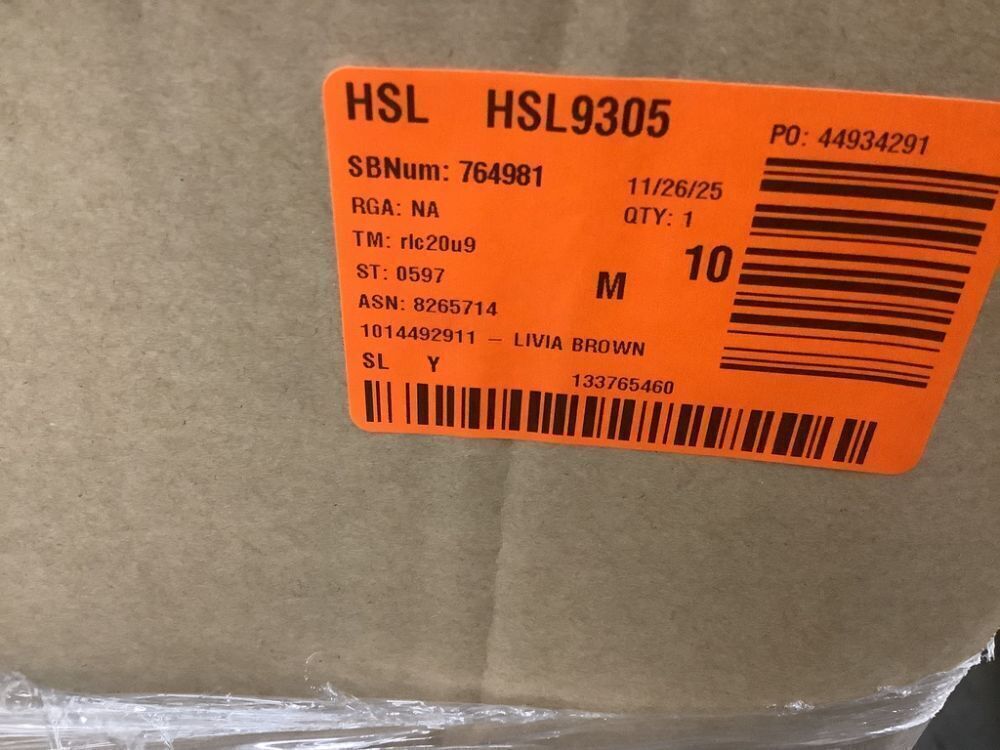 HSL HSL9305
PO: 44934291
SBNum: 764981
11/26/25
RGA: NA
QTY: 1
TM: rlc20u9
M 10
ST: 0597
ASN: 8265714
1014492911 – LIVIA BROWN
SL Y
133765460